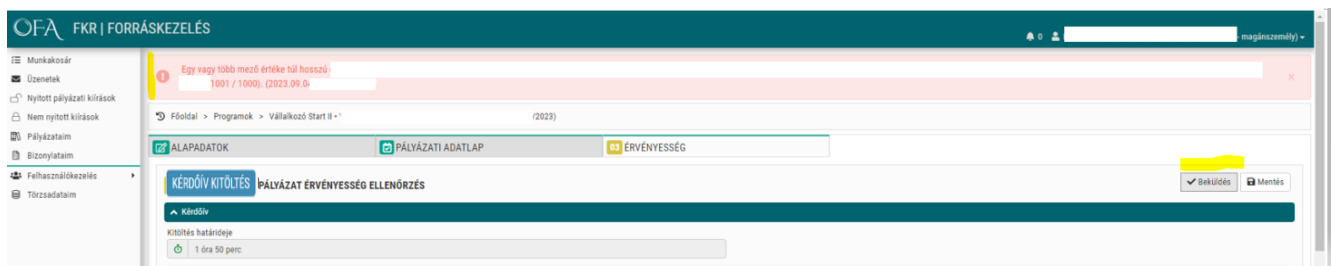 OFA FKR | FORRÁSKEZELÉS
0
magánszemély)
Munkakosár
Üzenetek
Nyitott pályázati kiírások
Nem nyitott kiírások
Pályázataim
Bizonylataim
Felhasználókezelés
Törzsadataim
Egy vagy több mező értéke túl hosszú
1001 / 1000). (2023.09.0
Főoldal > Programok > Vállalkozó Start II •
/2023)
ALAPADATOK
PÁLYÁZATI ADATLAP
03 ÉRVÉNYESSÉG
KÉRDŐÍV KITÖLTÉS PÁLYÁZAT ÉRVÉNYESSÉG ELLENŐRZÉS
Beküldés
Mentés
Kérdőív
Kitöltés határideje
1 óra 50 perc